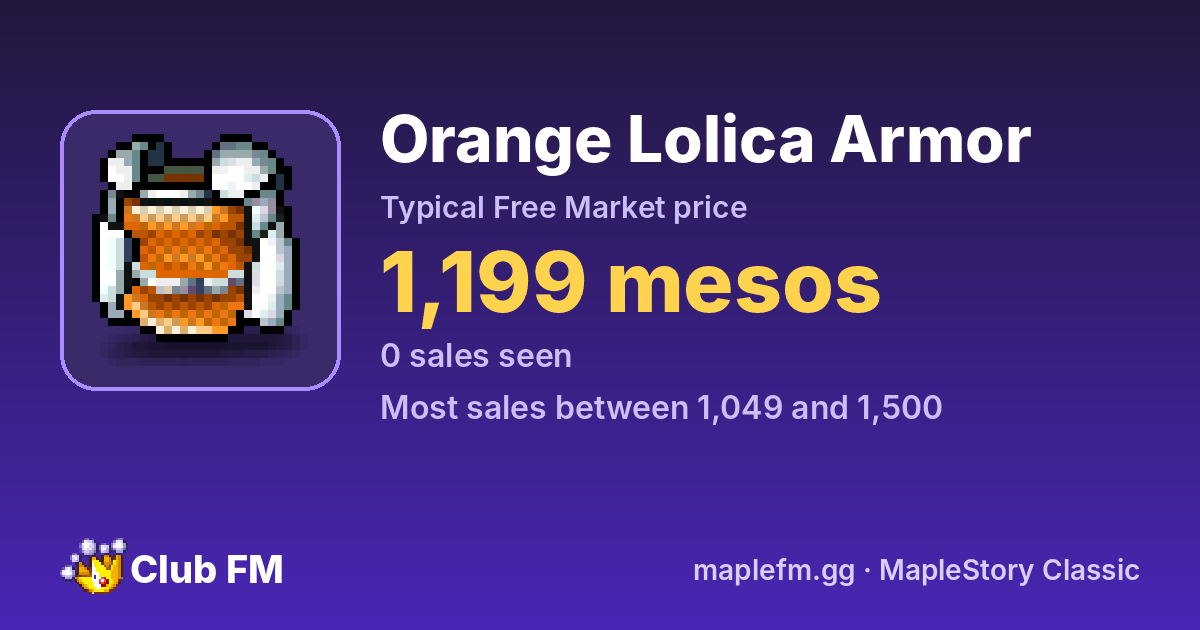 Orange Lolica Armor
Typical Free Market price
1,199 mesos
0 sales seen
Most sales between 1,049 and 1,500
Club FM
maplefm.gg · MapleStory Classic